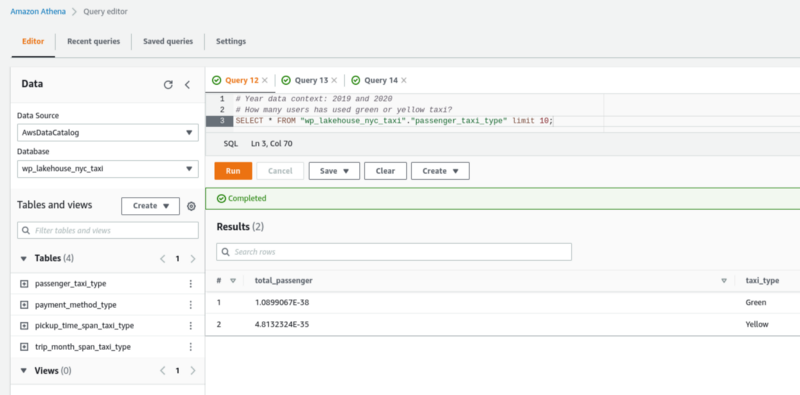 Amazon Athena > Query editor
Editor Recent queries Saved queries Settings
Data
Data Source
AwsDataCatalog
Database
wp_lakehouse_nyc_taxi
Tables and views Create
Filter tables and views
Tables (4) 1
passenger_taxi_type
payment_method_type
pickup_time_span_taxi_type
trip_month_span_taxi_type
Views (0) 1
Query 12 Query 13 Query 14
1 # Year data context: 2019 and 2020
2 # How many users has used green or yellow taxi?
3 SELECT * FROM "wp_lakehouse_nyc_taxi"."passenger_taxi_type" limit 10;
SQL Ln 3, Col 70
Run Cancel Save Clear Create
Completed
Results (2)
Search rows
# total_passenger taxi_type
1 1.0899067E-38 Green
2 4.8132324E-35 Yellow